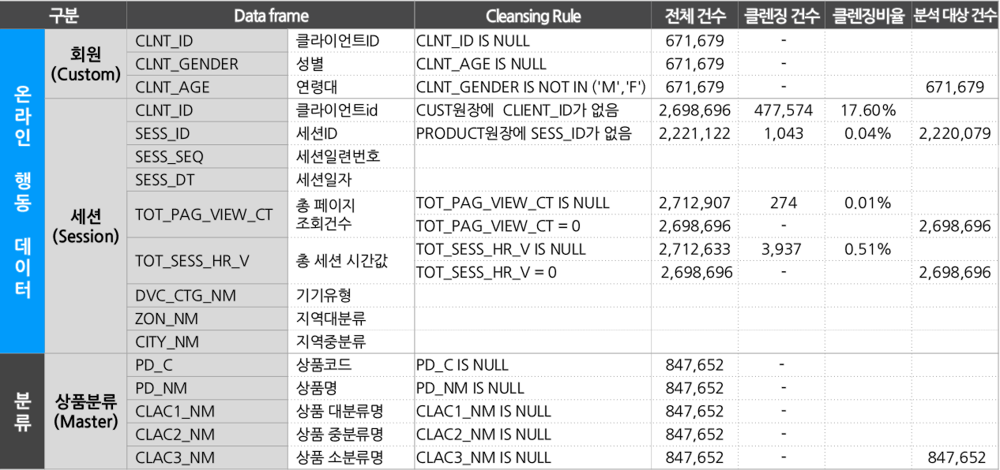 구분 Data frame Cleansing Rule 전체 건수 클렌징 건수 클렌징비율 분석 대상 건수
온라인 행동 데이터
회원
(Custom)
CLNT_ID 클라이언트ID CLNT_ID IS NULL 671,679 -
CLNT_GENDER 성별 CLNT_AGE IS NULL 671,679 -
CLNT_AGE 연령대 CLNT_GENDER IS NOT IN ('M','F') 671,679 - 671,679
세션
(Session)
CLNT_ID 클라이언트id CUST원장에 CLIENT_ID가 없음 2,698,696 477,574 17.60%
SESS_ID 세션ID PRODUCT원장에 SESS_ID가 없음 2,221,122 1,043 0.04% 2,220,079
SESS_SEQ 세션일련번호
SESS_DT 세션일자
TOT_PAG_VIEW_CT 총 페이지
조회건수
TOT_PAG_VIEW_CT IS NULL 2,712,907 274 0.01%
TOT_PAG_VIEW_CT = 0 2,698,696 - 2,698,696
TOT_SESS_HR_V 총 세션 시간값
TOT_SESS_HR_V IS NULL 2,712,633 3,937 0.51%
TOT_SESS_HR_V = 0 2,698,696 - 2,698,696
DVC_CTG_NM 기기유형
ZON_NM 지역대분류
CITY_NM 지역중분류
분류
상품분류
(Master)
PD_C 상품코드 PD_C IS NULL 847,652 -
PD_NM 상품명 PD_NM IS NULL 847,652 -
CLAC1_NM 상품 대분류명 CLAC1_NM IS NULL 847,652 -
CLAC2_NM 상품 중분류명 CLAC2_NM IS NULL 847,652 -
CLAC3_NM 상품 소분류명 CLAC3_NM IS NULL 847,652 - 847,652